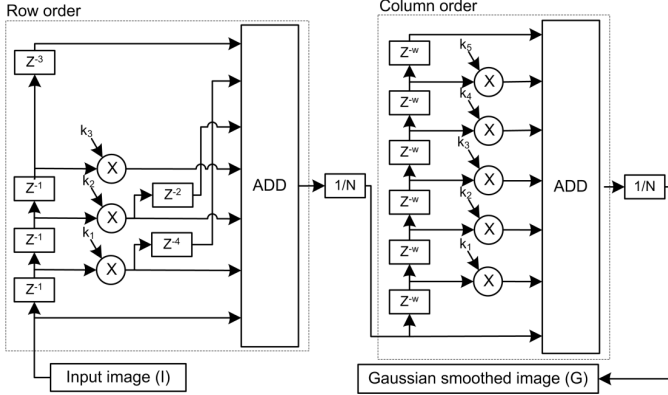 Row order
Z-3
k3
X
Z-1
k2
X
Z-2
Z-1
k1
X
Z-4
Z-1
ADD
1/N
Input image (I)
Column order
Z-w
k5
X
Z-w
k4
X
Z-w
k3
X
Z-w
k2
X
Z-w
k1
X
Z-w
ADD
1/N
Gaussian smoothed image (G)